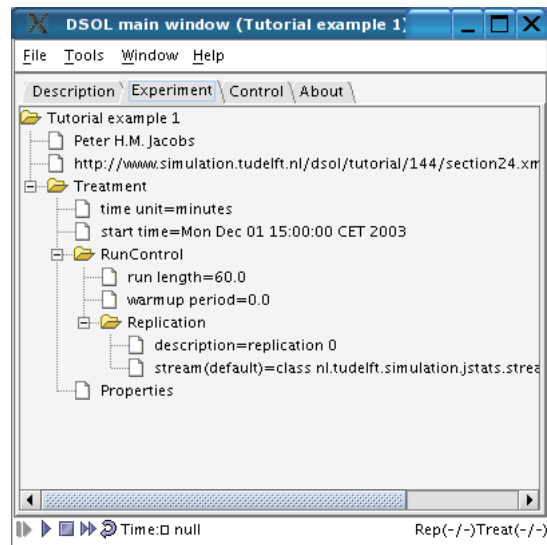 DSOL main window (Tutorial example 1)
File Tools Window Help
Description Experiment Control About
Tutorial example 1
Peter H.M. Jacobs
http://www.simulation.tudelft.nl/dsol/tutorial/144/section24.xm
Treatment
time unit=minutes
start time=Mon Dec 01 15:00:00 CET 2003
RunControl
run length=60.0
warmup period=0.0
Replication
description=replication 0
stream(default)=class nl.tudelft.simulation.jstats.strea
Properties
Time:□ null Rep(-/-)Treat(-/-)